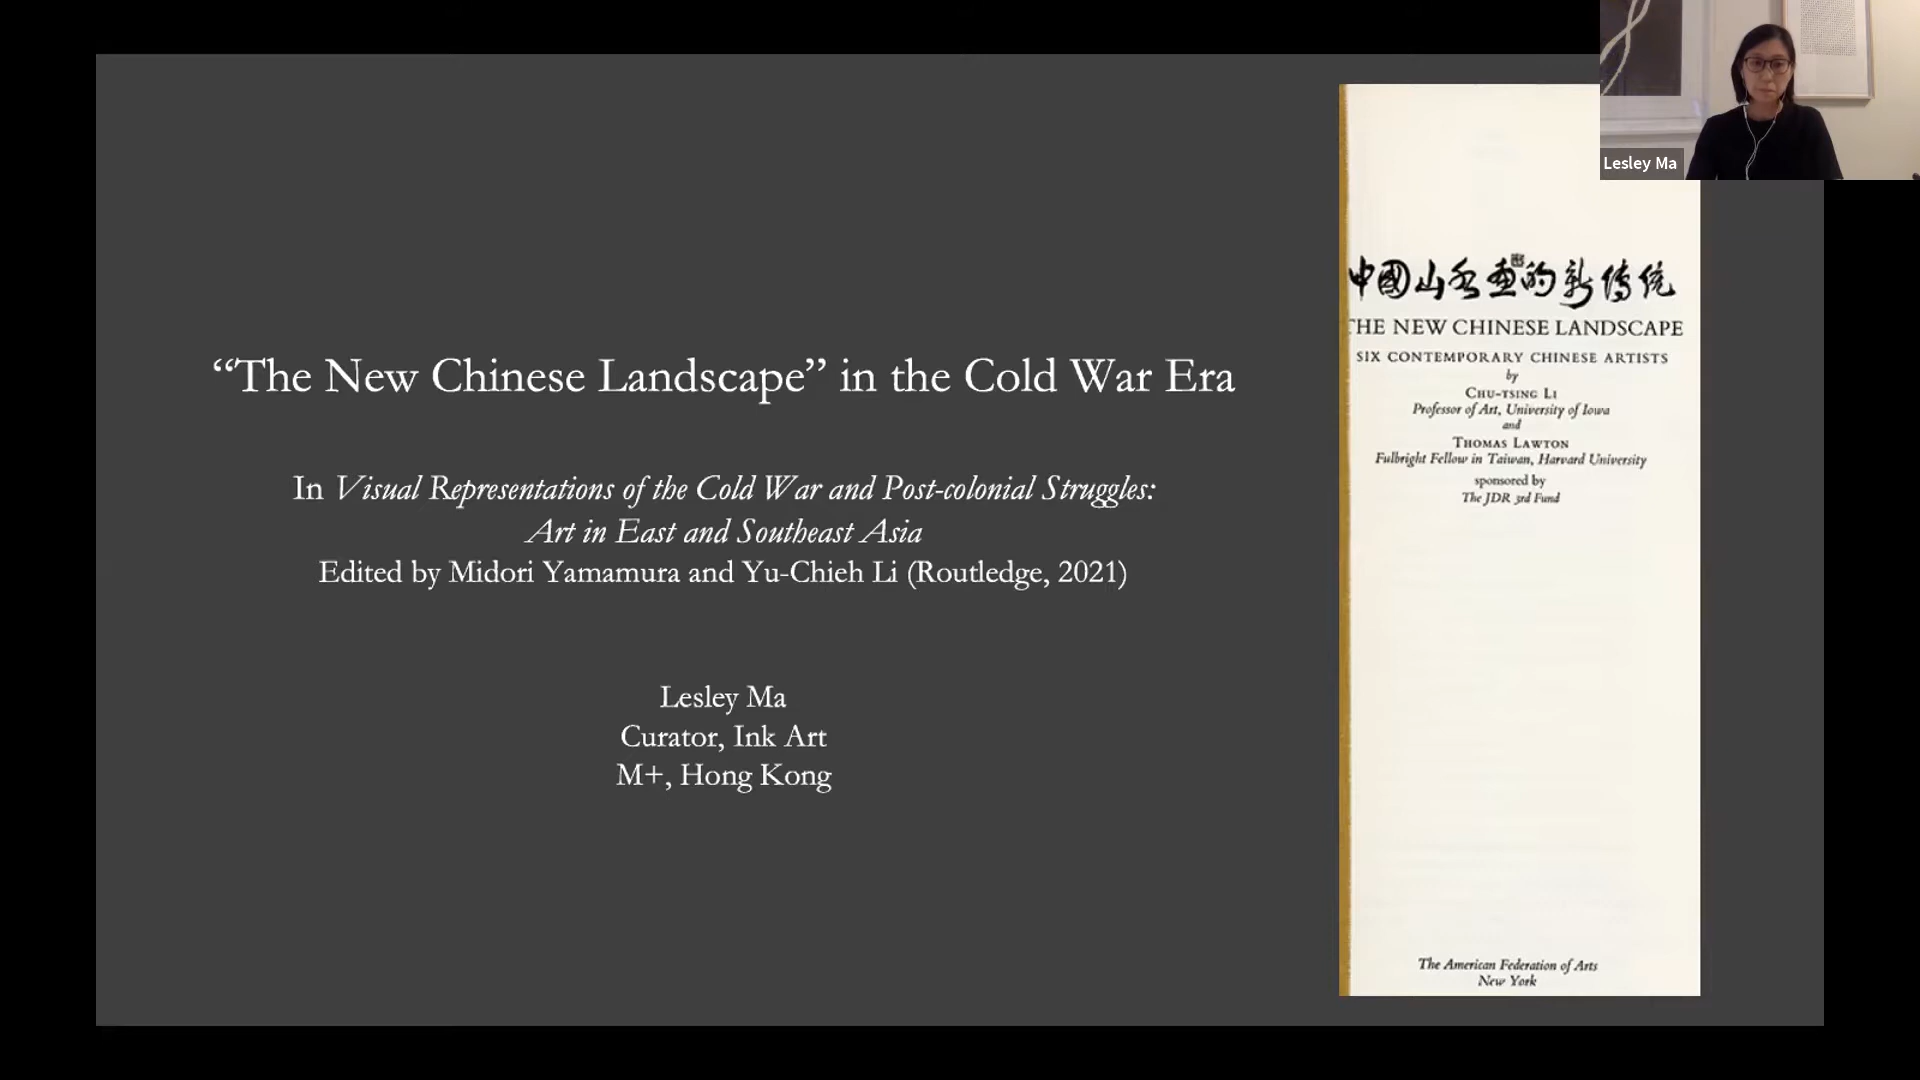 “The New Chinese Landscape” in the Cold War Era
In Visual Representations of the Cold War and Post-colonial Struggles:
Art in East and Southeast Asia
Edited by Midori Yamamura and Yu-Chieh Li (Routledge, 2021)
Lesley Ma
Curator, Ink Art
M+, Hong Kong
中國山水畫的新傳統
THE NEW CHINESE LANDSCAPE
SIX CONTEMPORARY CHINESE ARTISTS
by
CHU-TSING LI
Professor of Art, University of Iowa
and
THOMAS LAWTON
Fulbright Fellow in Taiwan, Harvard University
sponsored by
The JDR 3rd Fund
The American Federation of Arts
New York
Lesley Ma